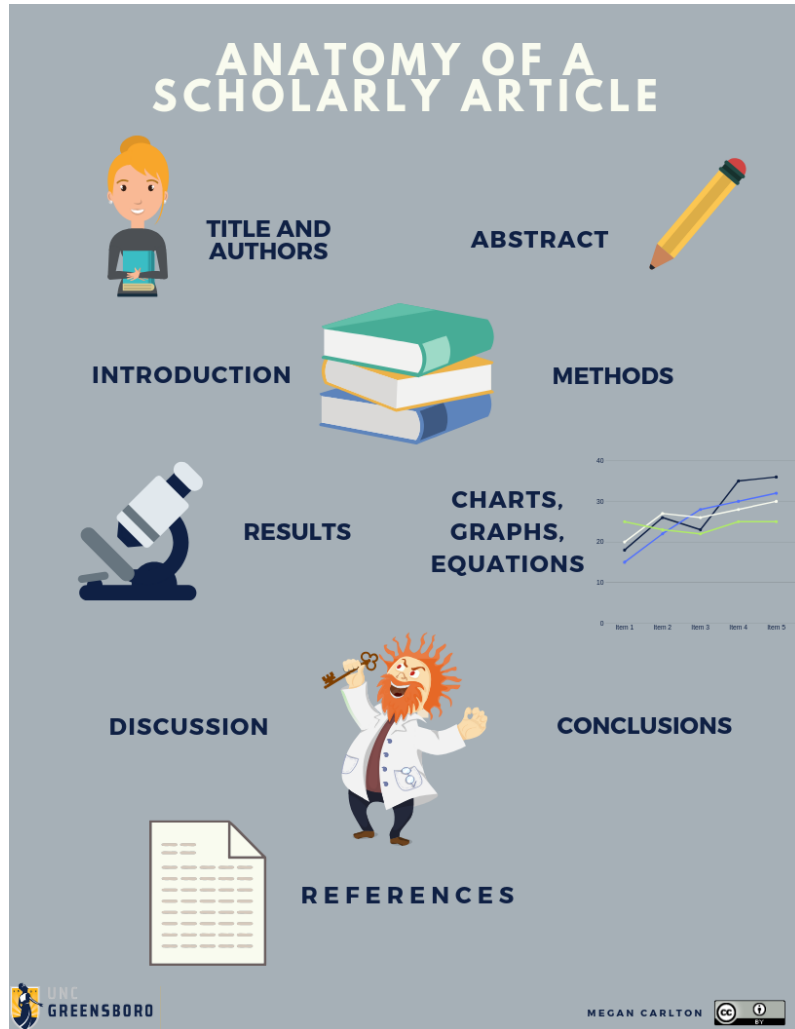 ANATOMY OF A
SCHOLARLY ARTICLE
TITLE AND
AUTHORS
ABSTRACT
INTRODUCTION
METHODS
RESULTS
CHARTS,
GRAPHS,
EQUATIONS
40
30
20
10
0
Item 1 Item 2 Item 3 Item 4 Item 5
DISCUSSION
CONCLUSIONS
REFERENCES
UNC
GREENSBORO
MEGAN CARLTON
cc
BY